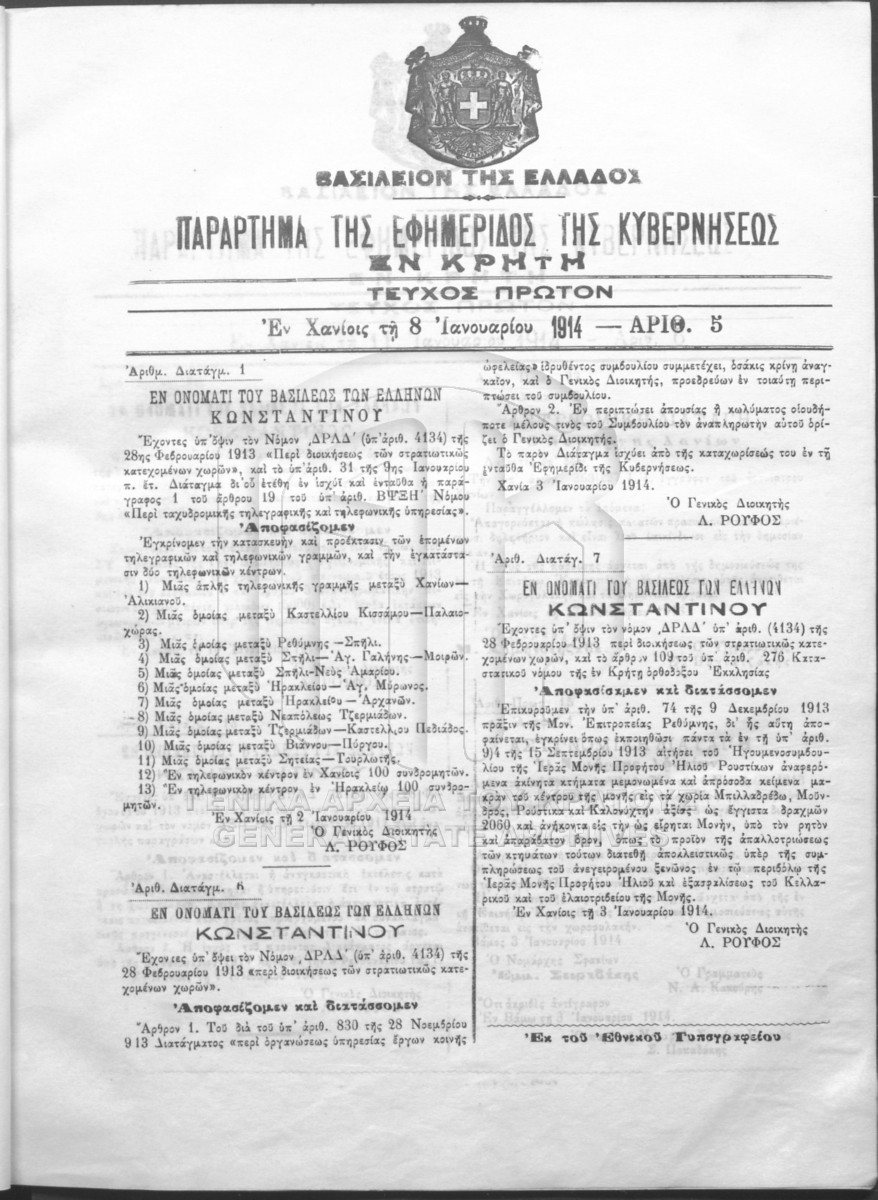 ΒΑΣΙΛΕΙΟΝ ΤΗΣ ΕΛΛΑΔΟΣ
ΠΑΡΑΡΤΗΜΑ ΤΗΣ ΕΦΗΜΕΡΙΔΟΣ ΤΗΣ ΚΥΒΕΡΝΗΣΕΩΣ
ΕΝ ΚΡΗΤΗ
ΤΕΥΧΟΣ ΠΡΩΤΟΝ
Ἐν Χανίοις τῇ 8 Ἰανουαρίου 1914 — ΑΡΙΘ. 5
Ἀριθμ. Διατάγμ. 1
ΕΝ ΟΝΟΜΑΤΙ ΤΟΥ ΒΑΣΙΛΕΩΣ ΤΩΝ ΕΛΛΗΝΩΝ
ΚΩΝΣΤΑΝΤΙΝΟΥ
Ἔχοντες ὑπ' ὄψιν τὸν Νόμον ͵ΔΡΛΔ΄ (ὑπ' ἀριθ. 4134) τῆς
28ης Φεβρουαρίου 1913 «Περὶ διοικήσεως τῶν στρατιωτικῶς
κατεχομένων χωρῶν», καὶ τὸ ὑπ' ἀριθ. 31 τῆς 9ης Ἰανουαρίου
π. ἔτ. Διάταγμα δι' οὗ ἐτέθη ἐν ἰσχύϊ καὶ ἐνταῦθα ἡ παρά-
γραφος 1 τοῦ ἄρθρου 19 τοῦ ὑπ' ἀριθ. ΒΨΞΗ΄ Νόμου
«Περὶ ταχυδρομικῆς τηλεγραφικῆς καὶ τηλεφωνικῆς ὑπηρεσίας».
Ἀποφασίζομεν
Ἐγκρίνομεν τὴν κατασκευὴν καὶ προέκτασιν τῶν ἑπομένων
τηλεγραφικῶν καὶ τηλεφωνικῶν γραμμῶν, καὶ τὴν ἐγκατάστα-
σιν δύο τηλεφωνικῶν κέντρων.
1) Μιᾶς ἁπλῆς τηλεφωνικῆς γραμμῆς μεταξὺ Χανίων—
Ἀλικιανοῦ.
2) Μιᾶς ὁμοίας μεταξὺ Καστελλίου Κισσάμου—Παλαιο-
χώρας.
3) Μιᾶς ὁμοίας μεταξὺ Ρεθύμνης —Σπῆλι.
4) Μιᾶς ὁμοίας μεταξὺ Σπῆλι—Ἁγ. Γαλήνης—Μοιρῶν.
5) Μιᾶς ὁμοίας μεταξὺ Σπῆλι-Νεὺς Ἀμαρίου.
6) Μιᾶς ὁμοίας μεταξὺ Ἡρακλείου—Ἁγ. Μύρωνος.
7) Μιᾶς ὁμοίας μεταξὺ Ἡρακλείου—Ἀρχανῶν.
8) Μιᾶς ὁμοίας μεταξὺ Νεαπόλεως Τζερμιάδων.
9) Μιᾶς ὁμοίας μεταξὺ Τζερμιάδων—Καστελλίου Πεδιάδος.
10) Μιᾶς ὁμοίας μεταξὺ Βιάννου—Πύργου.
11) Μιᾶς ὁμοίας μεταξὺ Σητείας—Τουρλωτῆς.
12) Ἓν τηλεφωνικὸν κέντρον ἐν Χανίοις 100 συνδρομητῶν.
13) Ἓν τηλεφωνικὸν κέντρον ἐν Ἡρακλείῳ 100 συνδρο-
μητῶν.
Ἐν Χανίοις τῇ 2 Ἰανουαρίου 1914
Ὁ Γενικὸς Διοικητὴς
Λ. ΡΟΥΦΟΣ
Ἀριθ. Διατάγμ. 6
ΕΝ ΟΝΟΜΑΤΙ ΤΟΥ ΒΑΣΙΛΕΩΣ ΤΩΝ ΕΛΛΗΝΩΝ
ΚΩΝΣΤΑΝΤΙΝΟΥ
Ἔχοντες ὑπ' ὄψει τὸν Νόμον ͵ΔΡΛΔ΄ (ὑπ' ἀριθ. 4134) τῆς
28 Φεβρουαρίου 1913 «περὶ διοικήσεως τῶν στρατιωτικῶς κατε-
χομένων χωρῶν».
Ἀποφασίζομεν καὶ διατάσσομεν
Ἄρθρον 1. Τοῦ διὰ τοῦ ὑπ' ἀριθ. 830 τῆς 28 Νοεμβρίου
913 Διατάγματος «περὶ ὀργανώσεως ὑπηρεσίας ἔργων κοινῆς
ὠφελείας» ἱδρυθέντος συμβουλίου συμμετέχει, ὁσάκις κρίνῃ ἀναγ-
καῖον, καὶ ὁ Γενικὸς Διοικητής, προεδρεύων ἐν τοιαύτῃ περι-
πτώσει τοῦ συμβουλίου.
Ἄρθρον 2. Ἐν περιπτώσει ἀπουσίας ἢ κωλύματος οἱουδή-
ποτε μέλους τινὸς τοῦ Συμβουλίου τὸν ἀναπληρωτὴν αὐτοῦ ὁρί-
ζει ὁ Γενικὸς Διοικητής.
Τὸ παρὸν Διάταγμα ἰσχύει ἀπὸ τῆς καταχωρίσεώς του ἐν τῇ
ἐνταῦθα Ἐφημερίδι τῆς Κυβερνήσεως.
Χανία 3 Ἰανουαρίου 1914.
Ὁ Γενικὸς Διοικητὴς
Λ. ΡΟΥΦΟΣ
Ἀριθ. Διατάγ. 7
ΕΝ ΟΝΟΜΑΤΙ ΤΟΥ ΒΑΣΙΛΕΩΣ ΤΩΝ ΕΛΛΗΝΩΝ
ΚΩΝΣΤΑΝΤΙΝΟΥ
Ἔχοντες ὑπ' ὄψιν τὸν νόμον ͵ΔΡΛΔ΄ ὑπ' ἀριθ. (4134) τῆς
28 Φεβρουαρίου 1913 περὶ διοικήσεως τῶν στρατιωτικῶς κατε-
χομένων χωρῶν, καὶ τὸ ἄρθρον 109 τοῦ ὑπ' ἀριθ. 276 Κατα-
στατικοῦ νόμου τῆς ἐν Κρήτῃ ὀρθοδόξου Ἐκκλησίας
Ἀποφασίσαμεν καὶ διατάσσομεν
Ἐπικυροῦμεν τὴν ὑπ' ἀριθ. 74 τῆς 9 Δεκεμβρίου 1913
πρᾶξιν τῆς Μον. Ἐπιτροπείας Ρεθύμνης, δι' ἧς αὕτη ἀπο-
φαίνεται, ἐγκρίνει ὅπως ἐκποιηθῶσι πάντα τὰ ἐν τῇ ὑπ' ἀριθ.
9)4 τῆς 15 Σεπτεμβρίου 1913 αἰτήσει τοῦ Ἡγουμενοσυμβου-
λίου τῆς Ἱερᾶς Μονῆς Προφήτου Ἠλιοῦ Ρουστίκων ἀναφερό-
μενα ἀκίνητα κτήματα μεμονωμένα καὶ ἀπρόσοδα κείμενα μα-
κρὰν τοῦ κέντρου τῆς μονῆς εἰς τὰ χωρία Μπιλλαδρέδω, Μούν-
δρος, Ρούστικα καὶ Καλονύχτην ἀξίας ὡς ἔγγιστα δραχμῶν
2060 καὶ ἀνήκοντα εἰς τὴν ὡς εἴρηται Μονήν, ὑπὸ τὸν ρητὸν
καὶ ἀπαράβατον ὅρον, ὅπως τὸ προϊὸν τῆς ἀπαλλοτριώσεως
τῶν κτημάτων τούτων διατεθῇ ἀποκλειστικῶς ὑπὲρ τῆς συμ-
πληρώσεως τοῦ ἀνεγειρομένου ξενῶνος ἐν τῷ περιβόλῳ τῆς
Ἱερᾶς Μονῆς Προφήτου Ἠλιοῦ καὶ ἐξασφαλίσεως τοῦ Κελλα-
ρικοῦ καὶ τοῦ ἐλαιοτριβείου τῆς Μονῆς.
Ἐν Χανίοις τῇ 3 Ἰανουαρίου 1914.
Ὁ Γενικὸς Διοικητὴς
Λ. ΡΟΥΦΟΣ
Ἐκ τοῦ Ἐθνικοῦ Τυπογραφείου